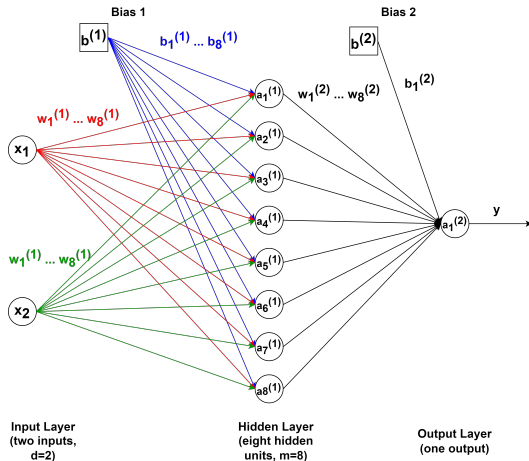 Bias 1
Bias 2
b(1)
b1(1) ... b8(1)
b(2)
b1(2)
w1(1) ... w8(1)
w1(2) ... w8(2)
a1(1)
a2(1)
a3(1)
a4(1)
a5(1)
a6(1)
a7(1)
a8(1)
x1
w1(1) ... w8(1)
x2
a1(2)
y
Input Layer
(two inputs,
d=2)
Hidden Layer
(eight hidden
units, m=8)
Output Layer
(one output)